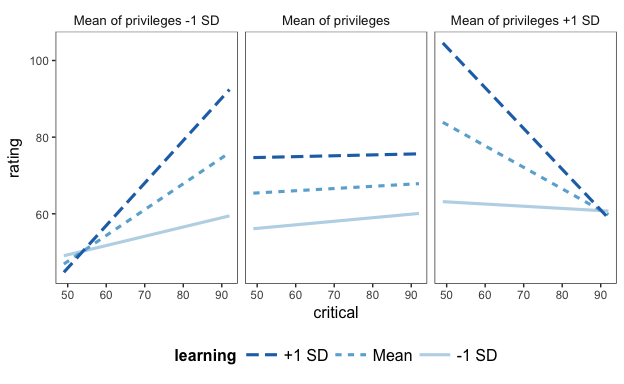 Mean of privileges -1 SD Mean of privileges Mean of privileges +1 SD
100
80
60
rating
50 60 70 80 90 50 60 70 80 90 50 60 70 80 90
critical
learning +1 SD Mean -1 SD